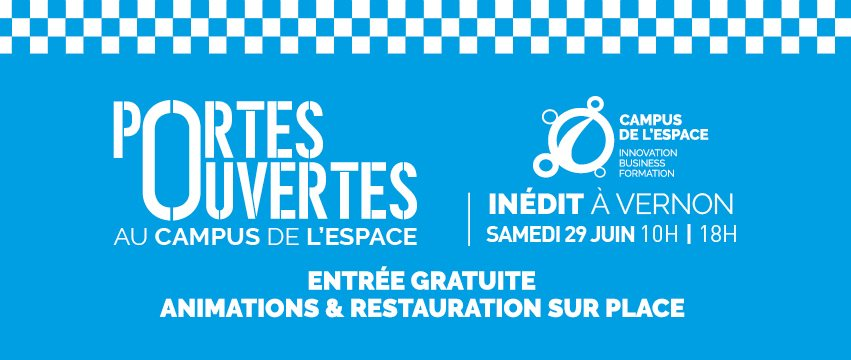 PORTES
OUVERTES
AU CAMPUS DE L'ESPACE
CAMPUS
DE L'ESPACE
INNOVATION
BUSINESS
FORMATION
INÉDIT À VERNON
SAMEDI 29 JUIN 10H | 18H
ENTRÉE GRATUITE
ANIMATIONS & RESTAURATION SUR PLACE